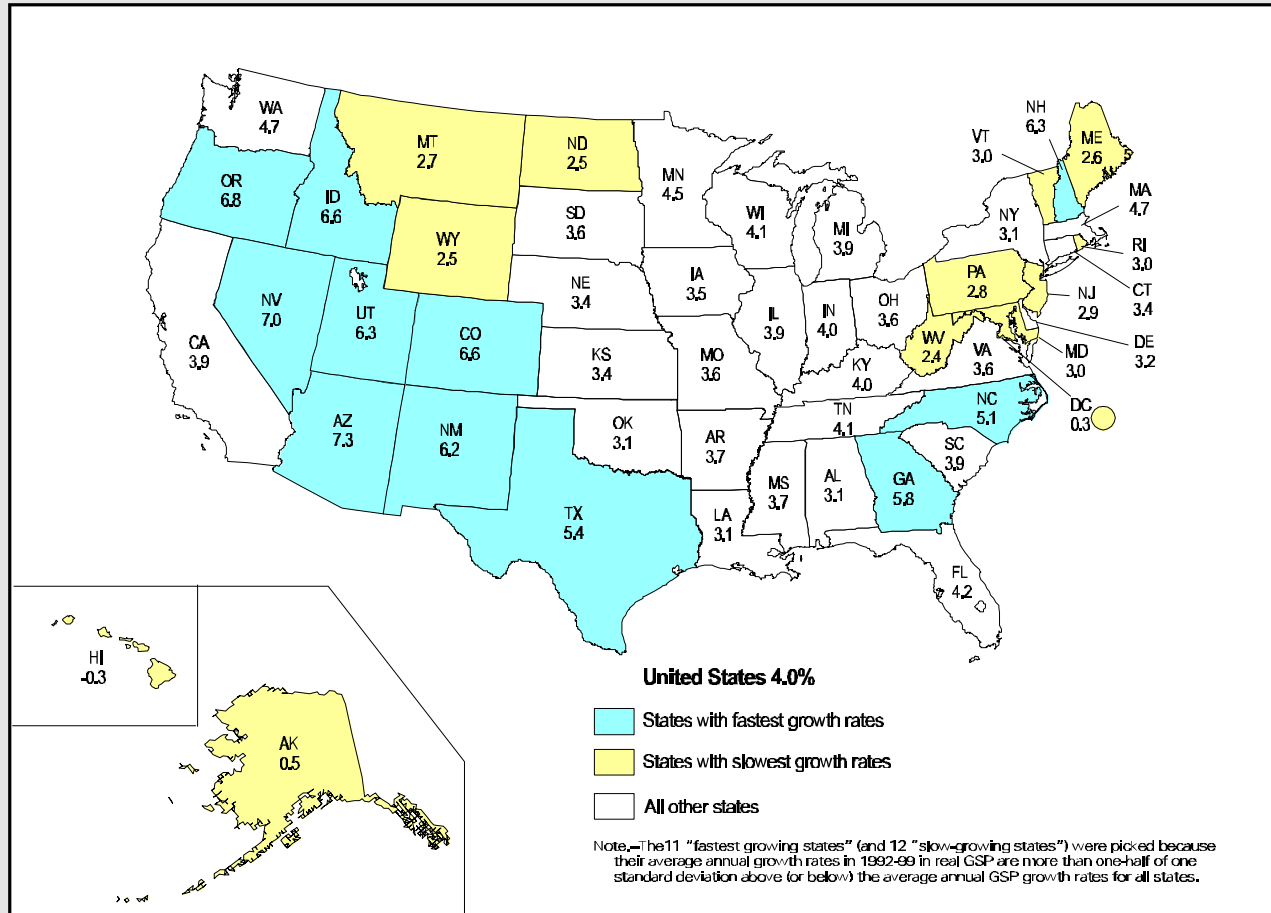 WA
4.7
OR
6.8
ID
6.6
MT
2.7
ND
2.5
MN
4.5
WY
2.5
SD
3.6
WI
4.1
MI
3.9
NY
3.1
VT
3.0
NH
6.3
ME
2.6
MA
4.7
RI
3.0
CT
3.4
NJ
2.9
PA
2.8
DE
3.2
MD
3.0
DC
0.3
CA
3.9
NV
7.0
UT
6.3
CO
6.6
NE
3.4
KS
3.4
IA
3.5
MO
3.6
IL
3.9
IN
4.0
OH
3.6
WV
2.4
VA
3.6
KY
4.0
TN
4.1
NC
5.1
SC
3.9
AZ
7.3
NM
6.2
OK
3.1
AR
3.7
TX
5.4
LA
3.1
MS
3.7
AL
3.1
GA
5.8
FL
4.2
HI
-0.3
AK
0.5
United States 4.0%
States with fastest growth rates
States with slowest growth rates
All other states
Note.–The11 "fastest growing states" (and 12 "slow-growing states") were picked because
their average annual growth rates in 1992-99 in real GSP are more than one-half of one
standard deviation above (or below) the average annual GSP growth rates for all states.